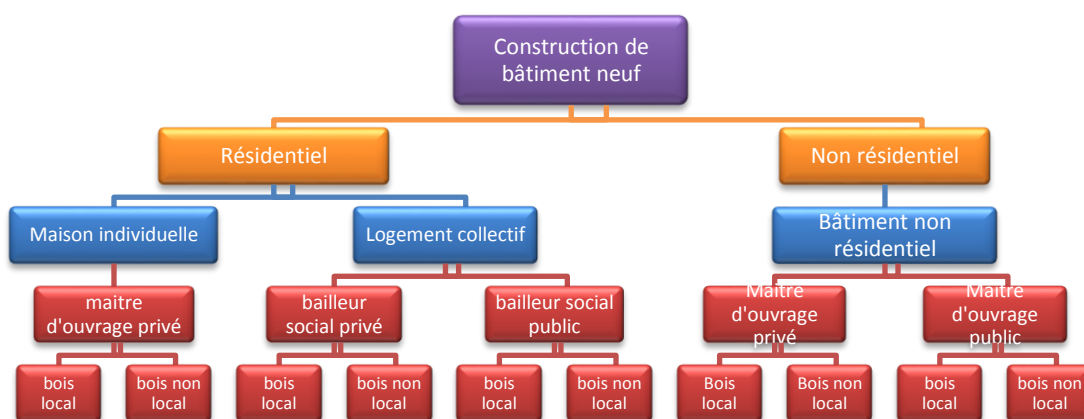 Construction de
bâtiment neuf
Résidentiel
Non résidentiel
Maison individuelle
Logement collectif
Bâtiment non
résidentiel
maitre
d'ouvrage privé
bailleur
social privé
bailleur social
public
Maitre
d'ouvrage
privé
Maitre
d'ouvrage
public
bois
local
bois non
local
bois
local
bois non
local
bois
local
bois non
local
Bois
local
Bois non
local
bois
local
bois non
local